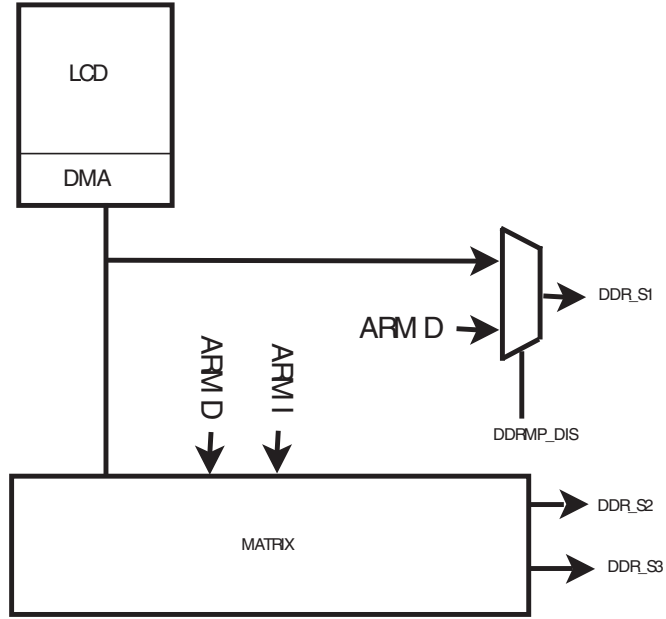 LCD
DMA
DDR_S1
ARM D
ARM D
ARM I
DDRMP_DIS
MATRIX
DDR_S2
DDR_S3